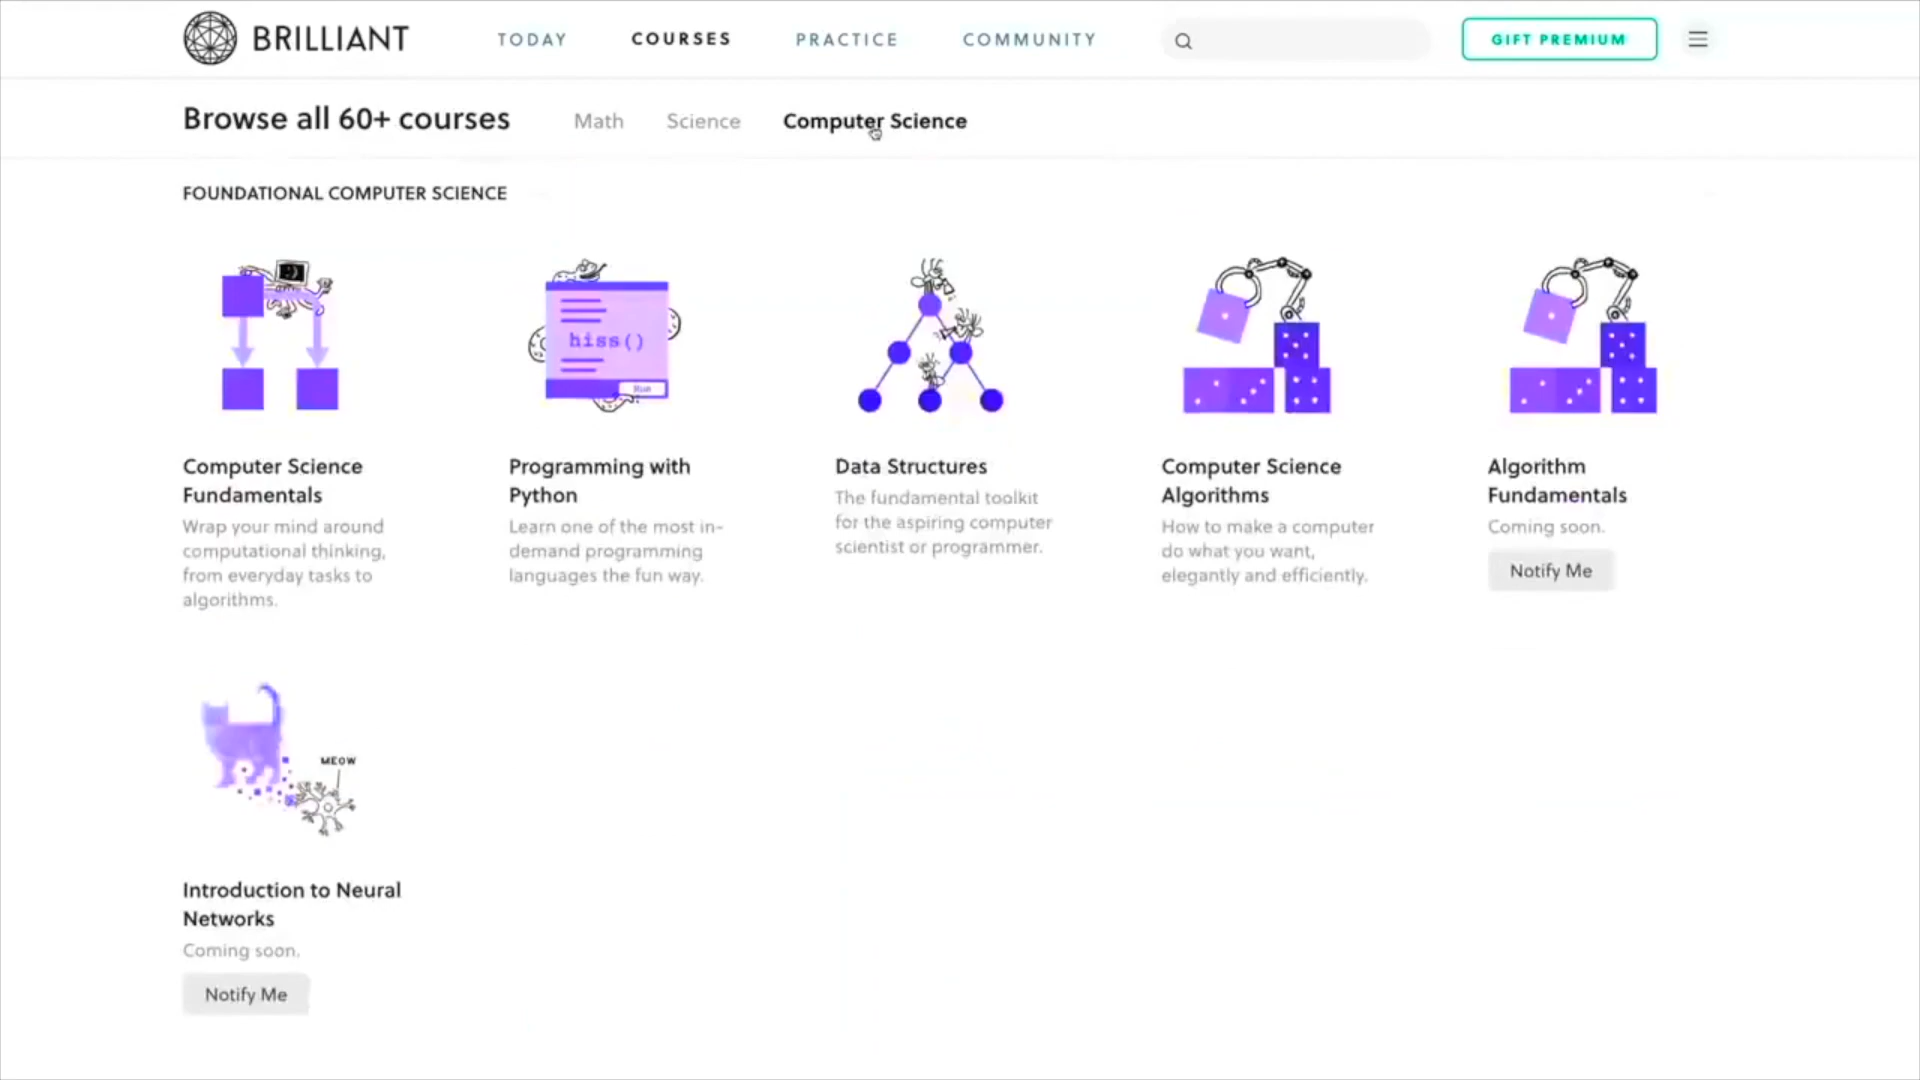 BRILLIANT
TODAY
COURSES
PRACTICE
COMMUNITY
GIFT PREMIUM
Browse all 60+ courses
Math
Science
Computer Science
FOUNDATIONAL COMPUTER SCIENCE
hiss()
Run
Computer Science
Fundamentals
Wrap your mind around
computational thinking,
from everyday tasks to
algorithms.
Programming with
Python
Learn one of the most in-
demand programming
languages the fun way.
Data Structures
The fundamental toolkit
for the aspiring computer
scientist or programmer.
Computer Science
Algorithms
How to make a computer
do what you want,
elegantly and efficiently.
Algorithm
Fundamentals
Coming soon.
Notify Me
MEOW
Introduction to Neural
Networks
Coming soon.
Notify Me